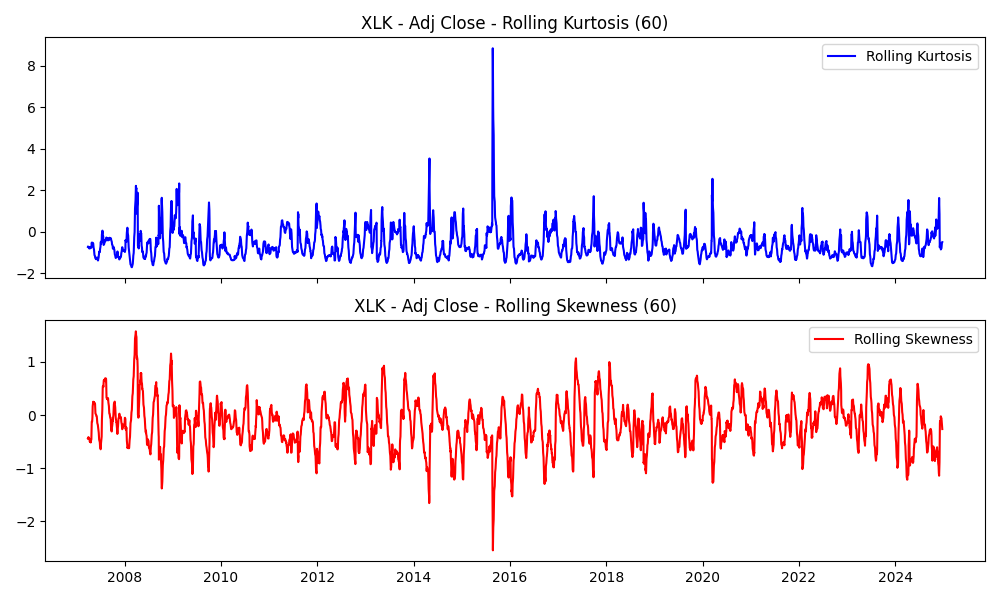 XLK - Adj Close - Rolling Kurtosis (60)
Rolling Kurtosis
8
6
4
2
0
−2
XLK - Adj Close - Rolling Skewness (60)
Rolling Skewness
1
0
−1
−2
2008 2010 2012 2014 2016 2018 2020 2022 2024